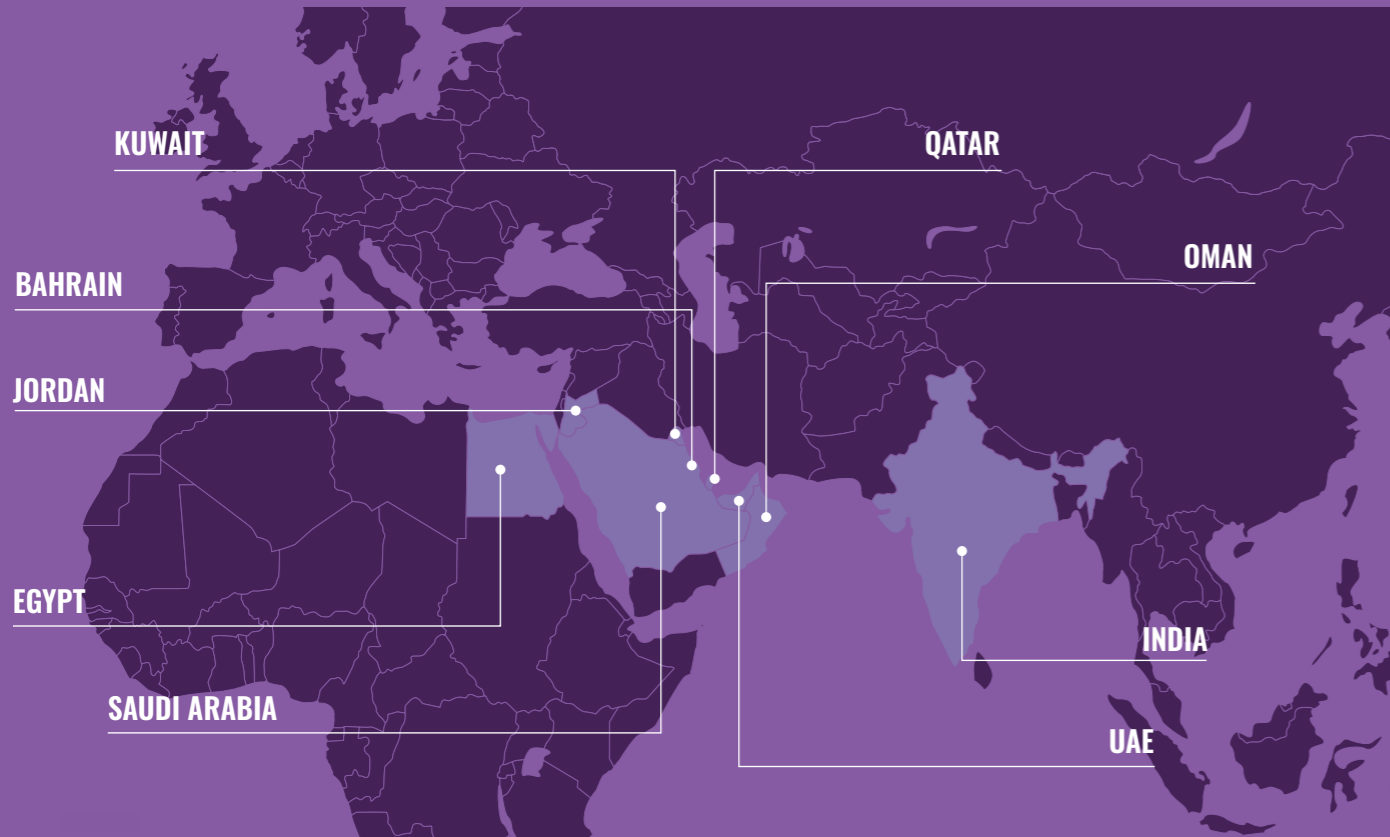 KUWAIT
QATAR
OMAN
BAHRAIN
JORDAN
EGYPT
INDIA
SAUDI ARABIA
UAE